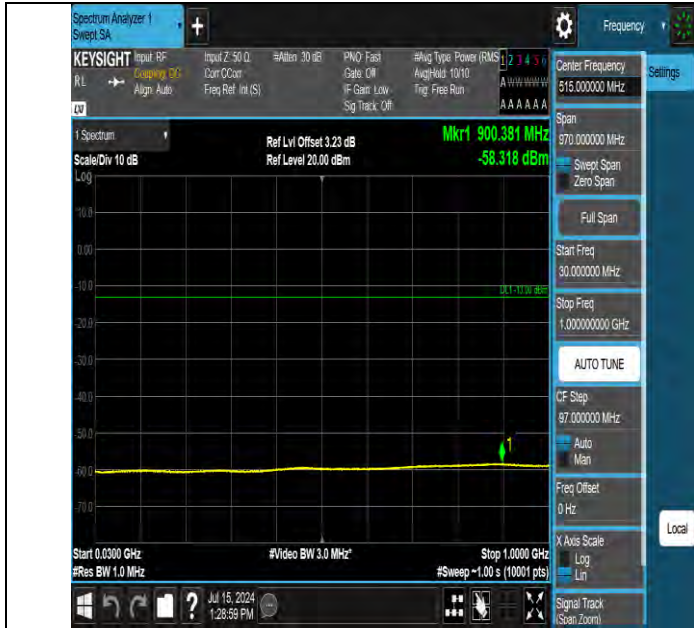 Spectrum Analyzer 1
Swept SA
Frequency
KEYSIGHT
RL
LXI
Input: RF
Coupling: DC
Align: Auto
Input Z: 50 Ω
Corr CCorr
Freq Ref: Int (S)
#Atten: 30 dB
PNO: Fast
Gate: Off
IF Gain: Low
Sig Track: Off
#Avg Type: Power (RMS
Avg|Hold: 10/10
Trig: Free Run
1 2 3 4 5 6
A W W W W W
A A A A A A
1 Spectrum
Scale/Div 10 dB
Log
Ref Lvl Offset 3.23 dB
Ref Level 20.00 dBm
Mkr1 900.381 MHz
-58.318 dBm
10.0
0.00
-10.0
DL1 -13.00 dBm
-20.0
-30.0
-40.0
-50.0
1
-60.0
-70.0
Start 0.0300 GHz
#Res BW 1.0 MHz
#Video BW 3.0 MHz*
Stop 1.0000 GHz
#Sweep ~1.00 s (10001 pts)
Jul 15, 2024
1:28:59 PM
Center Frequency
515.000000 MHz
Settings
Span
970.000000 MHz
Swept Span
Zero Span
Full Span
Start Freq
30.000000 MHz
Stop Freq
1.000000000 GHz
AUTO TUNE
CF Step
97.000000 MHz
Auto
Man
Freq Offset
0 Hz
X Axis Scale
Log
Lin
Local
Signal Track
(Span Zoom)